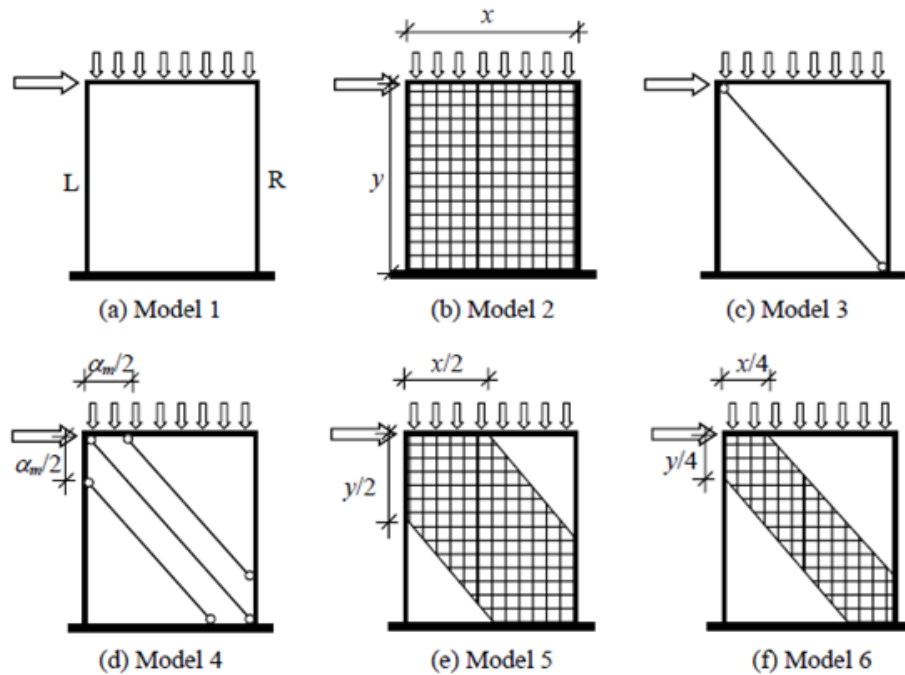 x
L
R
y
(a) Model 1
(b) Model 2
(c) Model 3
αm/2
x/2
x/4
αm/2
y/2
y/4
(d) Model 4
(e) Model 5
(f) Model 6